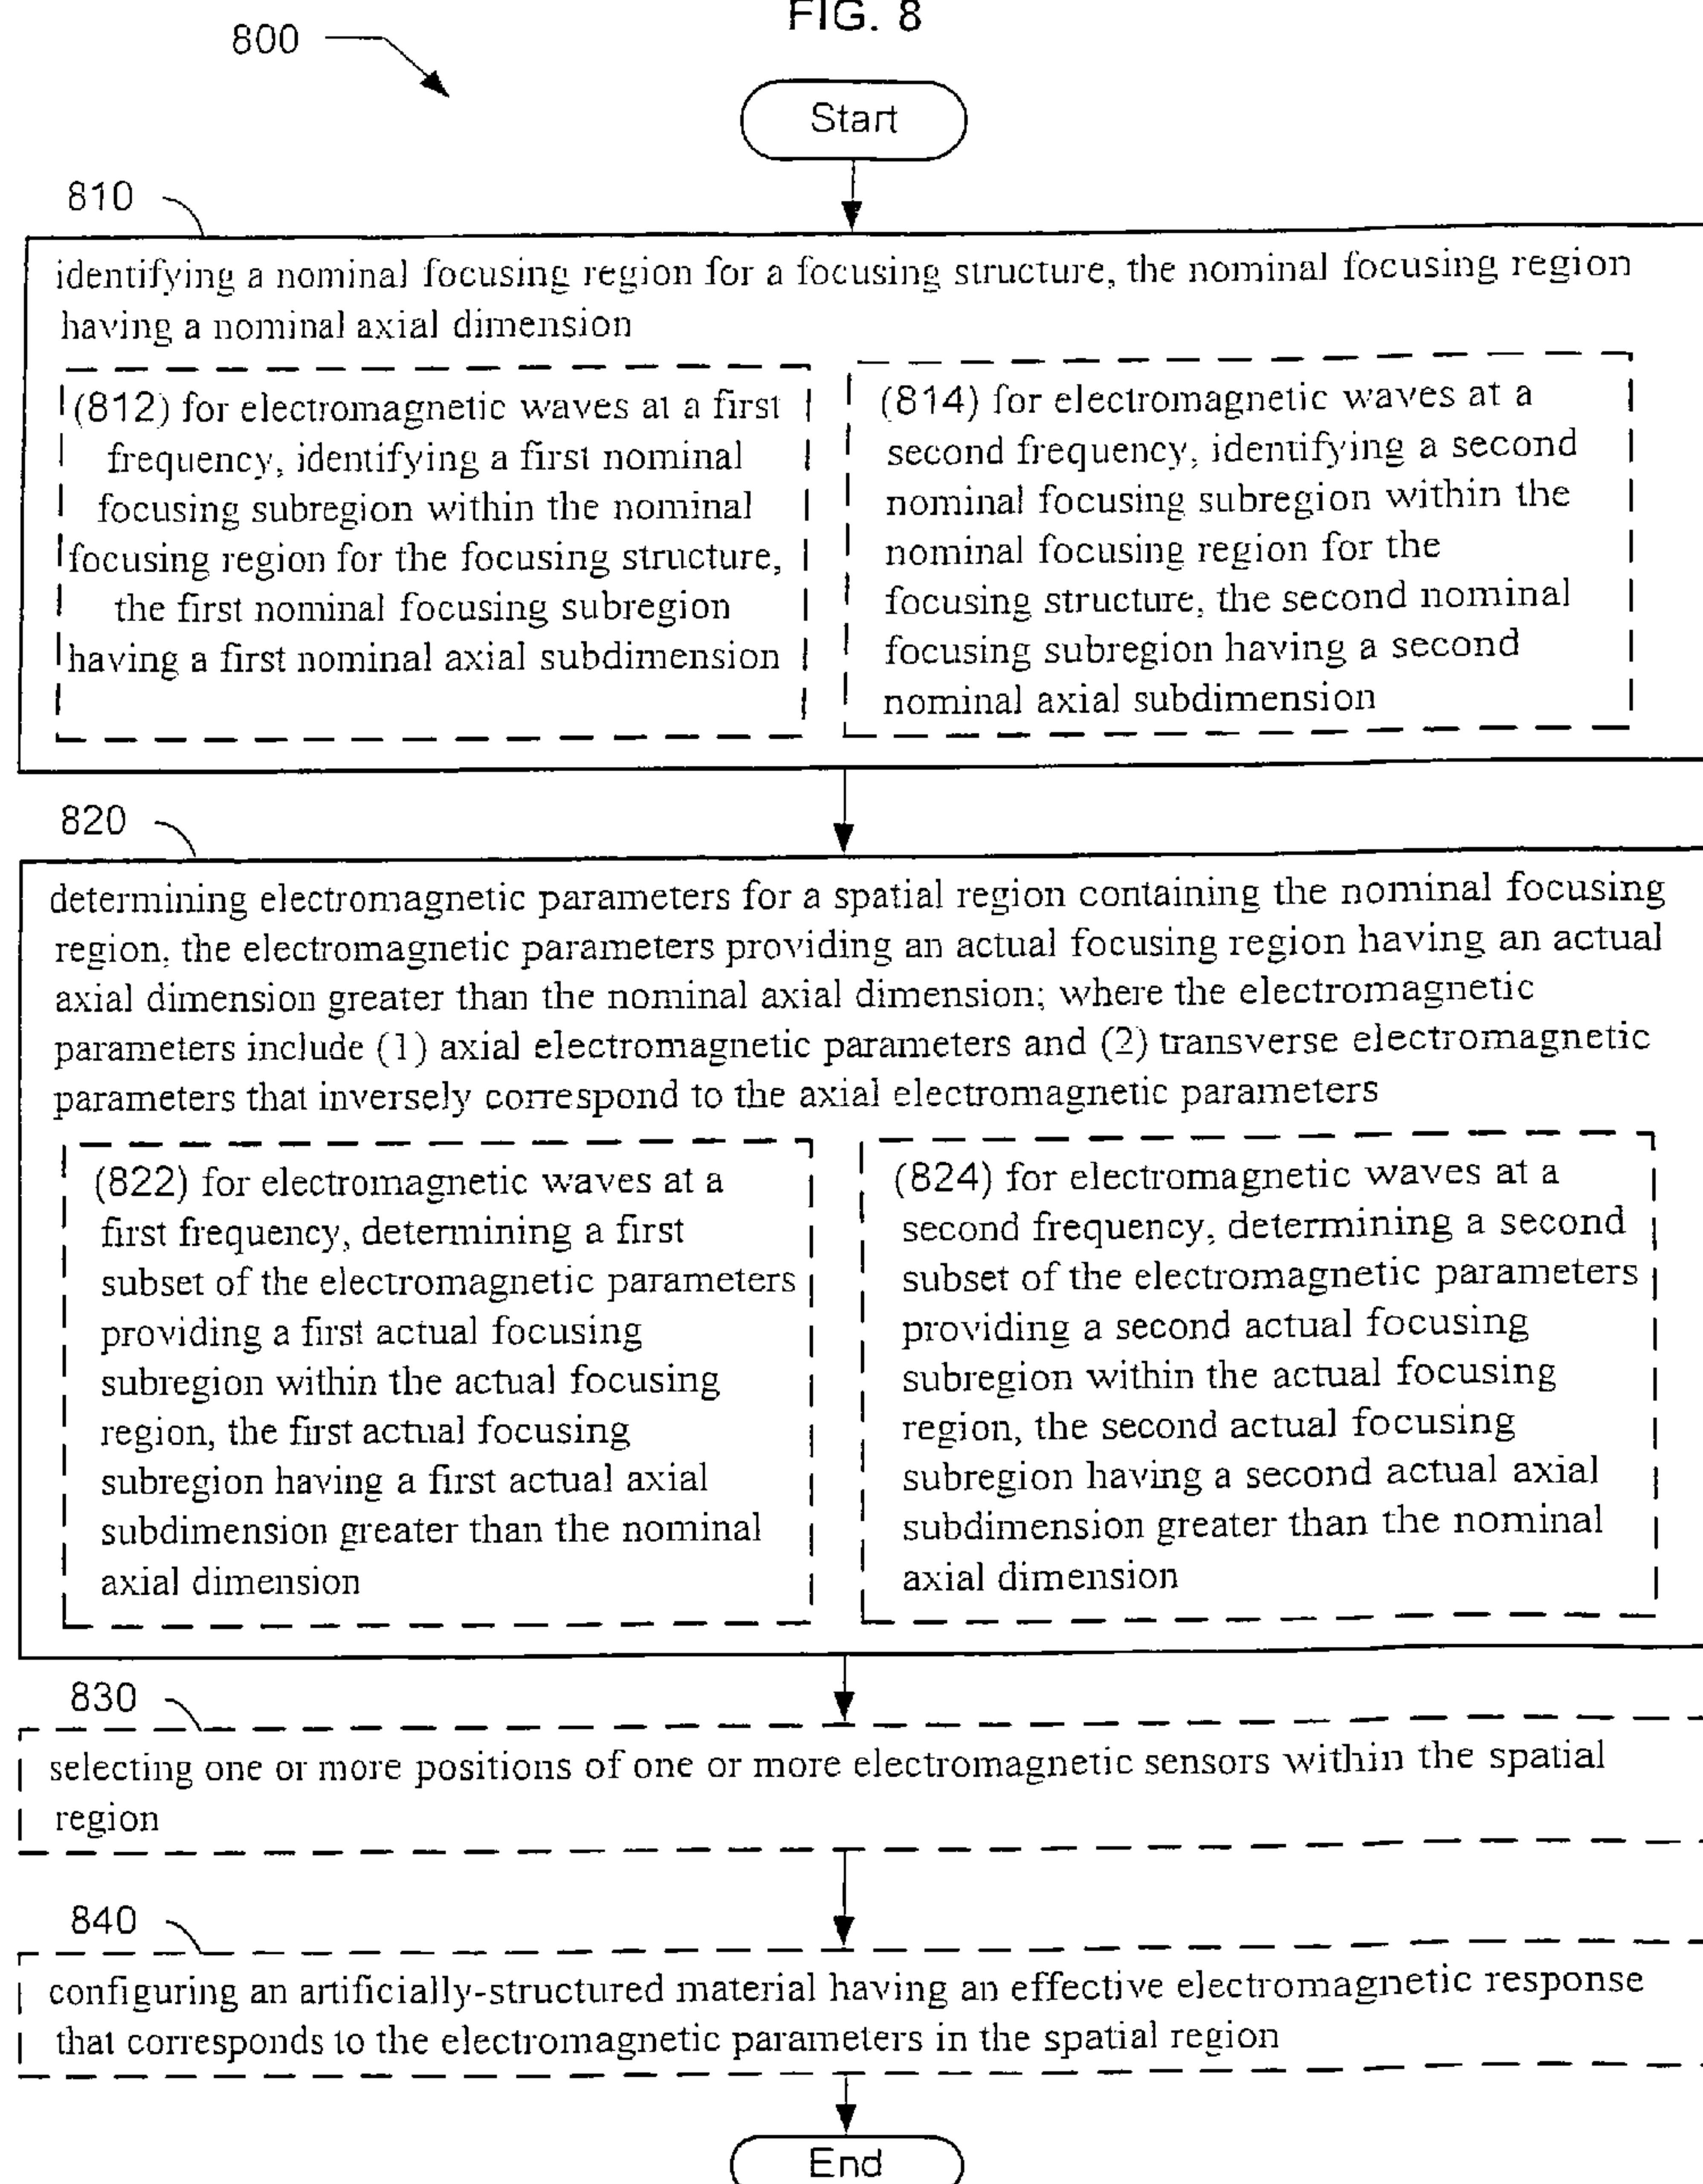 FIG. 8
800
Start
810
identifying a nominal focusing region for a focusing structure, the nominal focusing region
having a nominal axial dimension
(812) for electromagnetic waves at a first
frequency, identifying a first nominal
focusing subregion within the nominal
focusing region for the focusing structure,
the first nominal focusing subregion
having a first nominal axial subdimension
(814) for electromagnetic waves at a
second frequency, identifying a second
nominal focusing subregion within the
nominal focusing region for the
focusing structure, the second nominal
focusing subregion having a second
nominal axial subdimension
820
determining electromagnetic parameters for a spatial region containing the nominal focusing
region, the electromagnetic parameters providing an actual focusing region having an actual
axial dimension greater than the nominal axial dimension; where the electromagnetic
parameters include (1) axial electromagnetic parameters and (2) transverse electromagnetic
parameters that inversely correspond to the axial electromagnetic parameters
(822) for electromagnetic waves at a
first frequency, determining a first
subset of the electromagnetic parameters
providing a first actual focusing
subregion within the actual focusing
region, the first actual focusing
subregion having a first actual axial
subdimension greater than the nominal
axial dimension
(824) for electromagnetic waves at a
second frequency, determining a second
subset of the electromagnetic parameters
providing a second actual focusing
subregion within the actual focusing
region, the second actual focusing
subregion having a second actual axial
subdimension greater than the nominal
axial dimension
830
selecting one or more positions of one or more electromagnetic sensors within the spatial
region
840
configuring an artificially-structured material having an effective electromagnetic response
that corresponds to the electromagnetic parameters in the spatial region
End